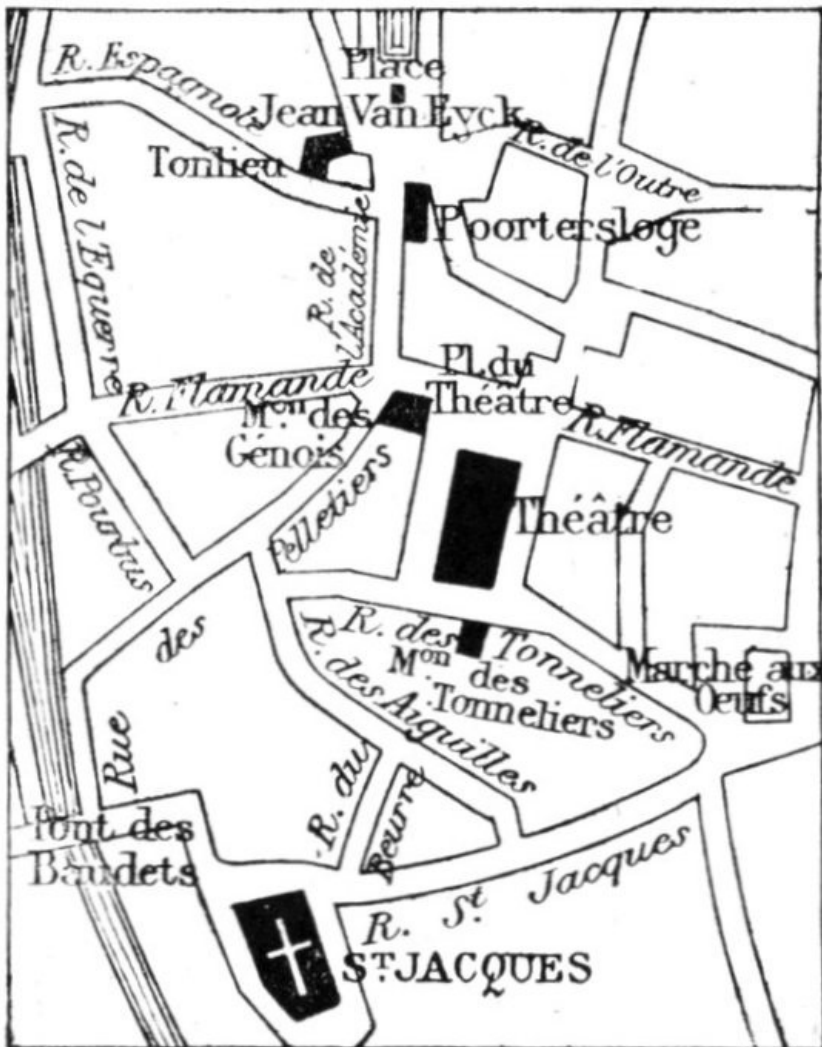 R. Espagnole
Place
Jean Van Eyck
Tonlieu
R. de l'Outre
R. de l'Equerre
Poortersloge
R. de
l'Académie
Pl. du
Théâtre
R. Flamande
Mon des
Génois
R. Flamande
R. Pourbus
Pelletiers
Théâtre
des
R. des Tonneliers
Mon des
Tonneliers
Marché aux
Œufs
R. des Aiguilles
Rue
R. du
Beurre
Pont des
Baudets
R. St. Jacques
ST. JACQUES